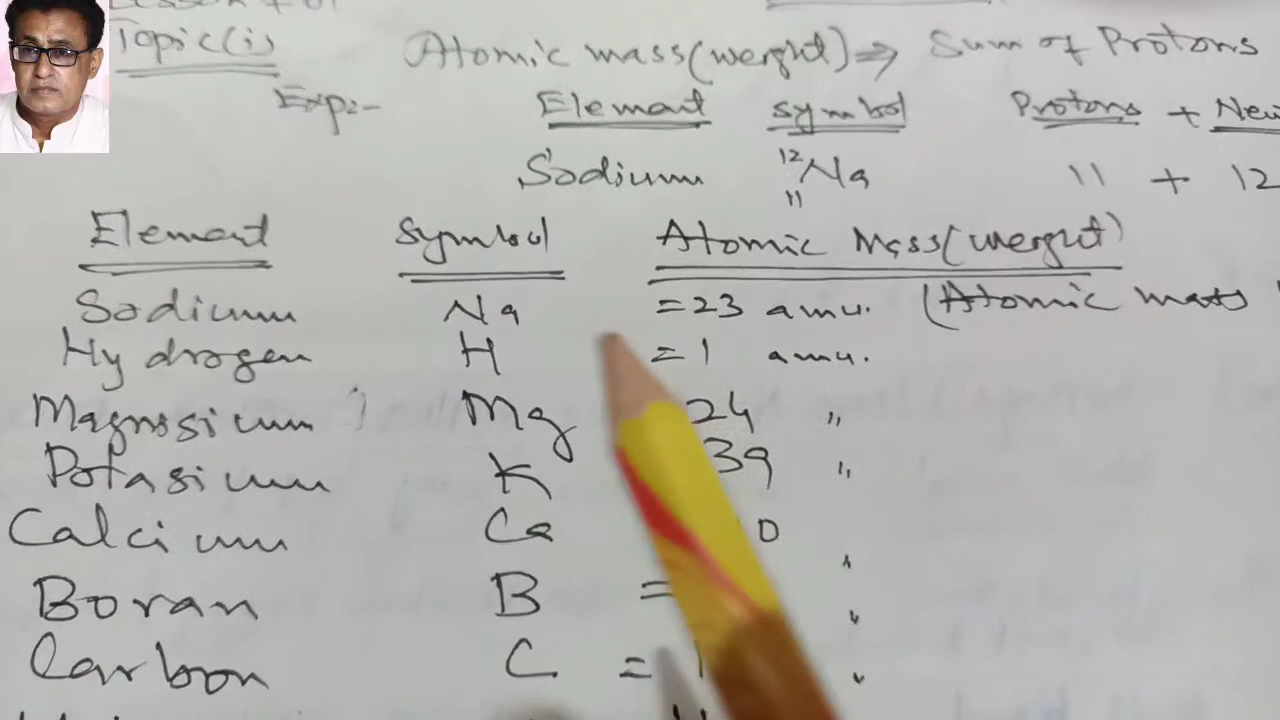 Topic(i) Atomic mass(weight)⇒ Sum of Protons
Exp:- Element Symbol Protons + Neu
Sodium ¹²₁₁Na 11 + 12
Element Symbol Atomic Mass(weight)
Sodium Na =23 amu. (Atomic mass
Hydrogen H =1 amu.
Magnesium Mg 24 "
Potasium K 39 "
Calcium Ca 0 "
Boran B = "
Carbon C = 1 "